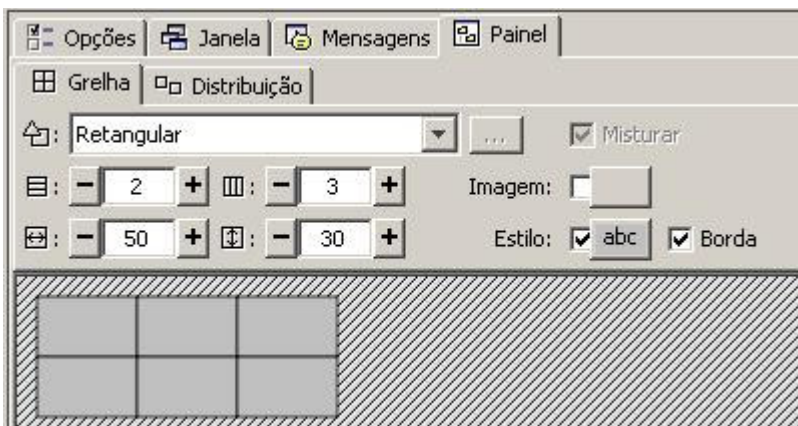 Opções Janela Mensagens Painel
Grelha Distribuição
: Retangular ... Misturar
: − 2 + : − 3 + Imagem:
: − 50 + : − 30 + Estilo: abc Borda